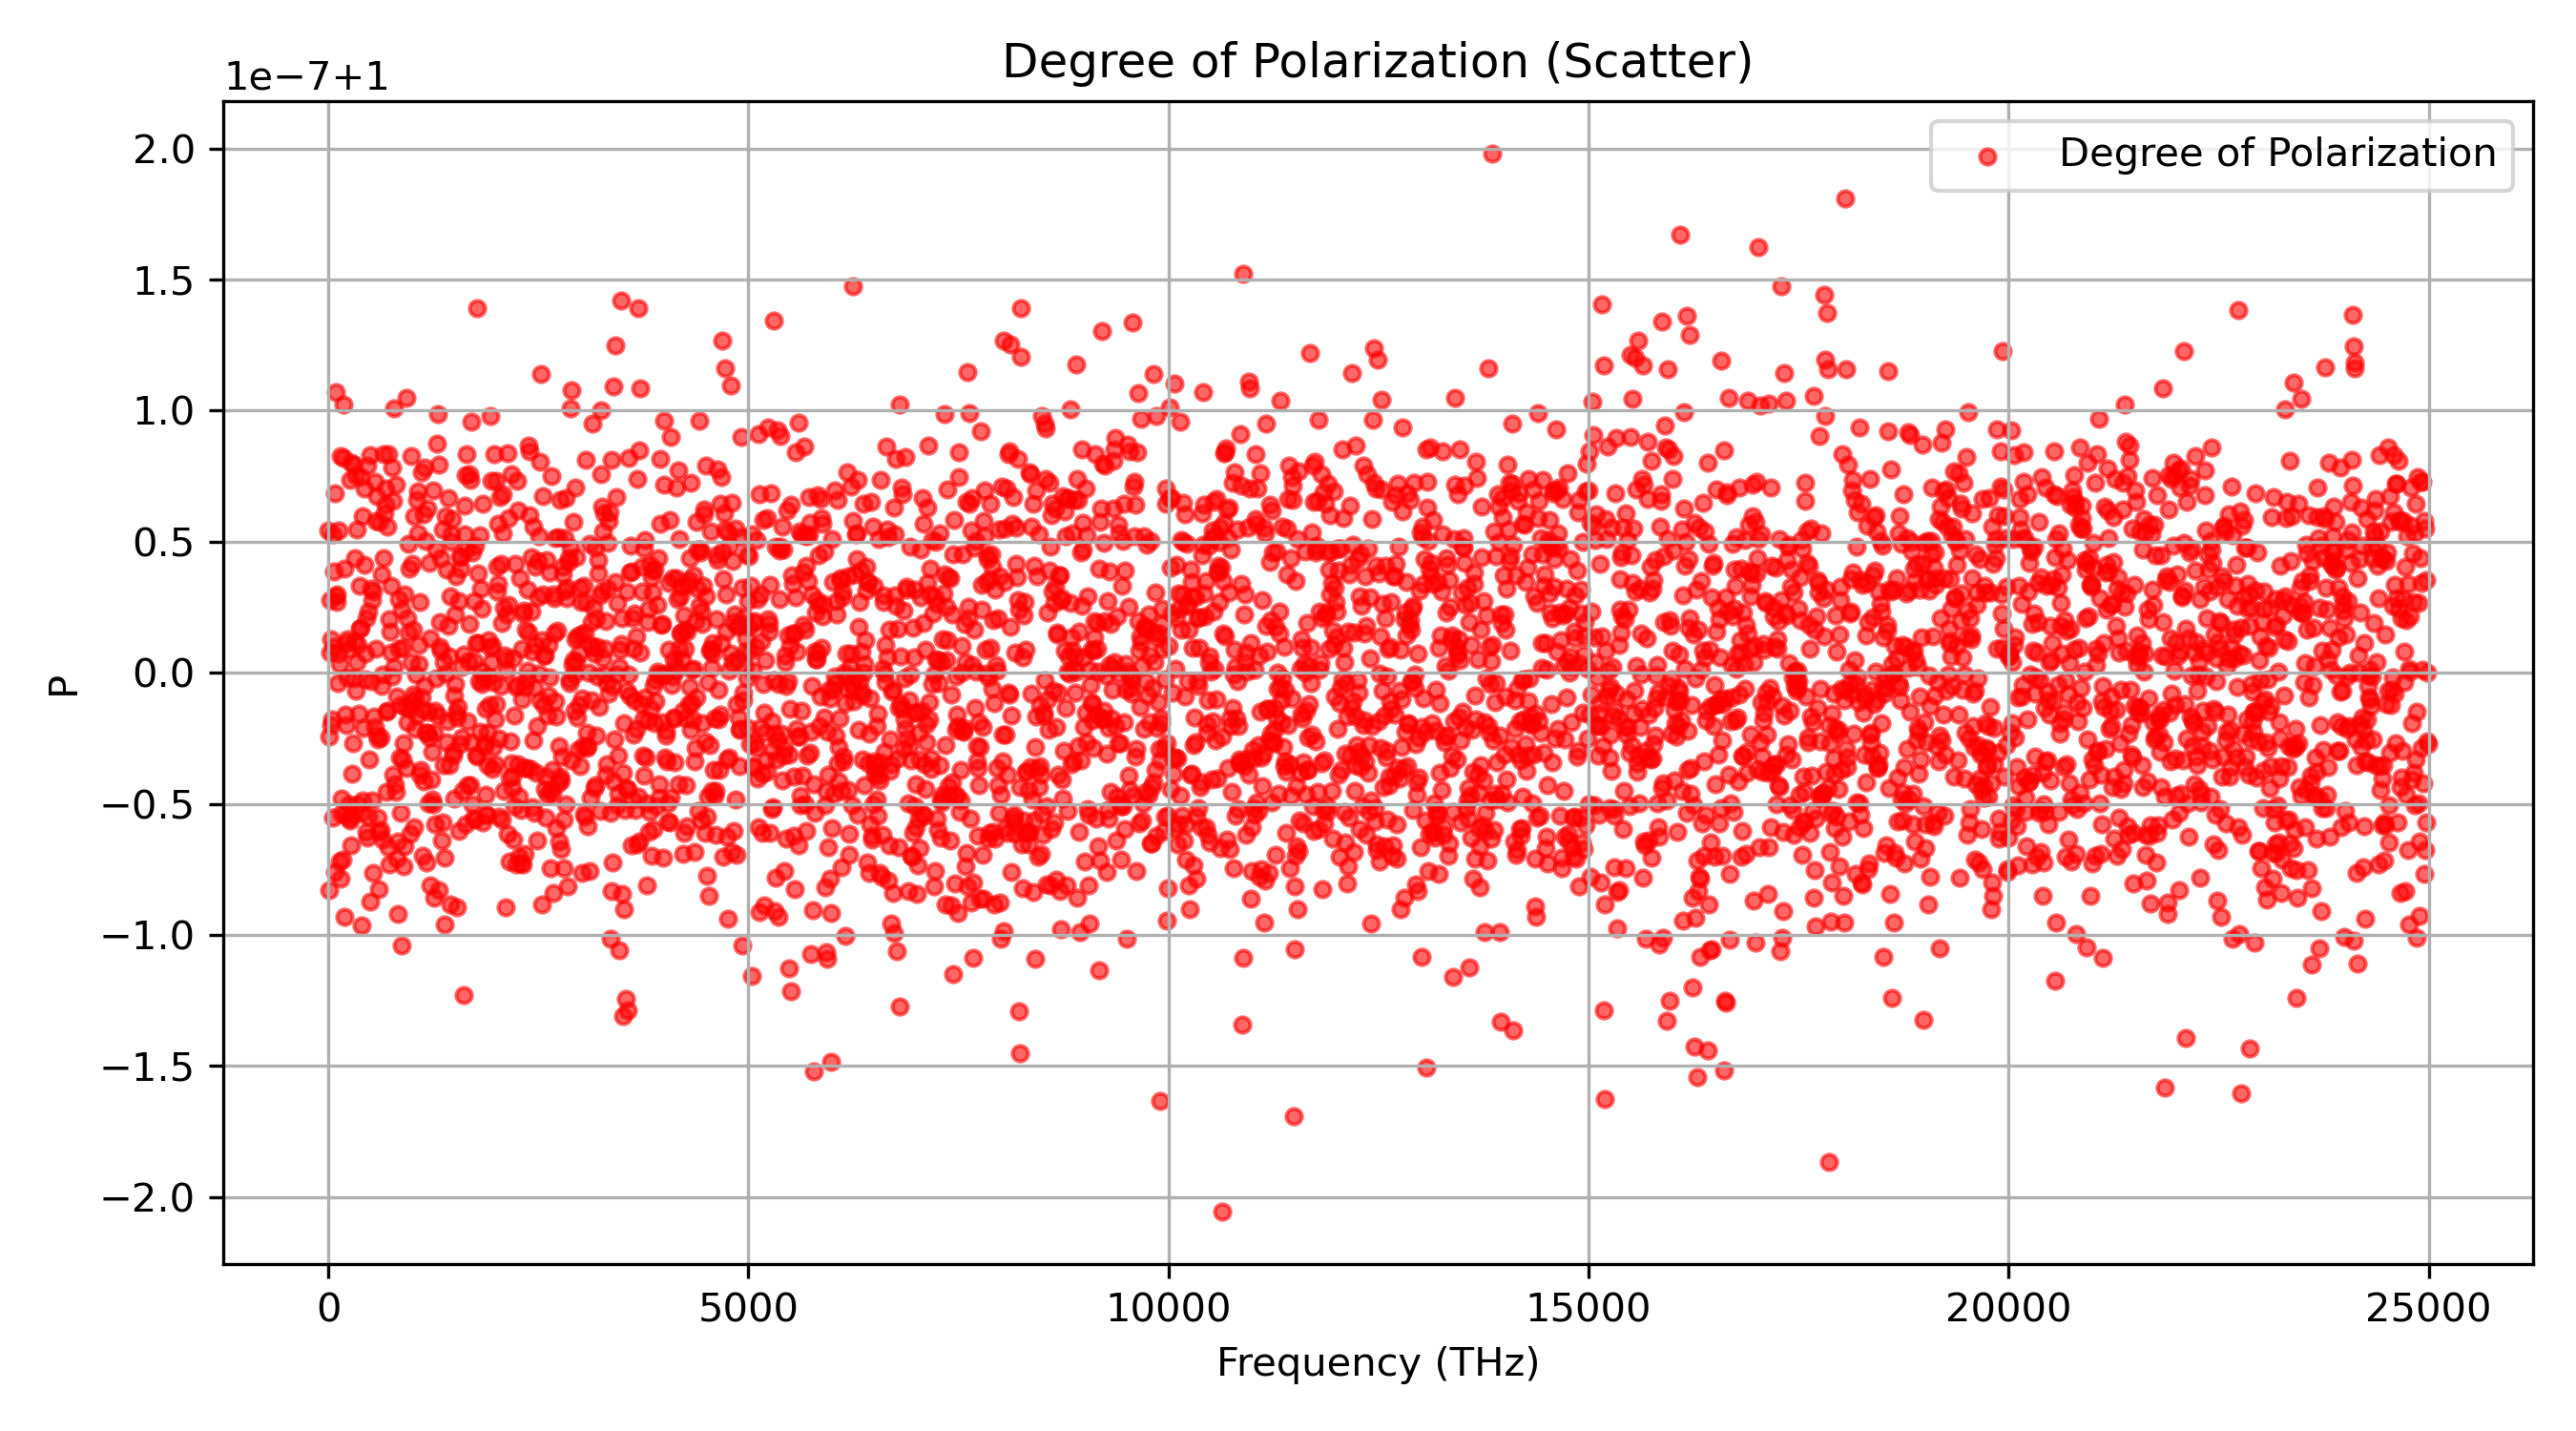 Degree of Polarization (Scatter)
1e−7+1
Degree of Polarization
2.0
1.5
1.0
0.5
0.0
−0.5
−1.0
−1.5
−2.0
P
0 5000 10000 15000 20000 25000
Frequency (THz)